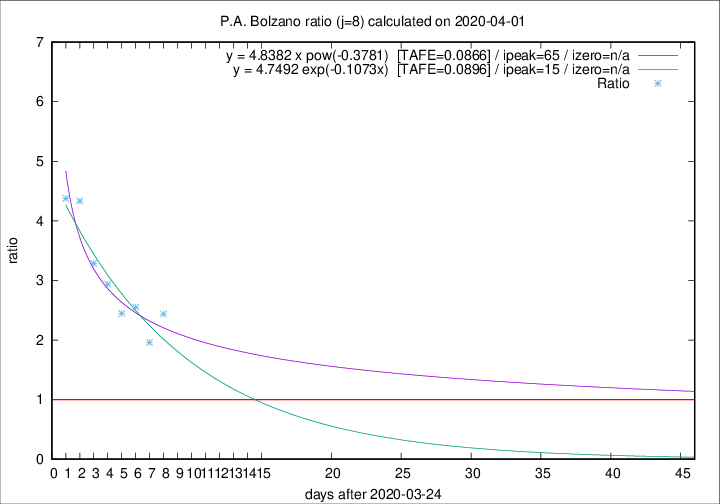 P.A. Bolzano ratio (j=8) calculated on 2020-04-01
y = 4.8382 x pow(-0.3781) [TAFE=0.0866] / ipeak=65 / izero=n/a
y = 4.7492 exp(-0.1073x) [TAFE=0.0896] / ipeak=15 / izero=n/a
Ratio
7
6
5
4
3
2
1
0
ratio
0 1 2 3 4 5 6 7 8 9 10 11 12 13 14 15 20 25 30 35 40 45
days after 2020-03-24